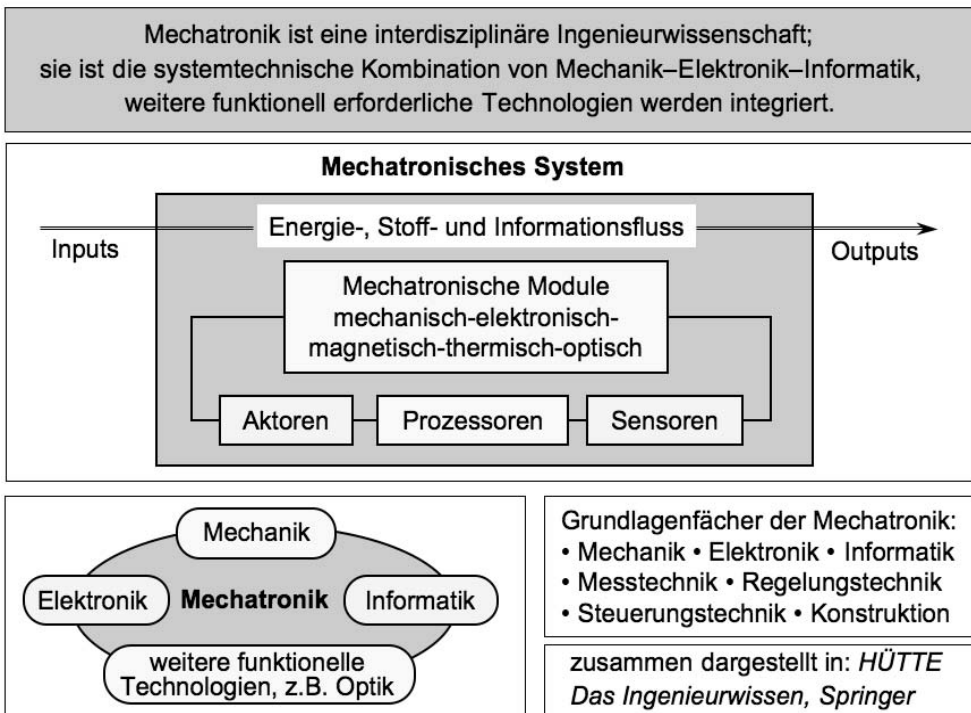 Mechatronik ist eine interdisziplinäre Ingenieurwissenschaft;
sie ist die systemtechnische Kombination von Mechanik–Elektronik–Informatik,
weitere funktionell erforderliche Technologien werden integriert.
Mechatronisches System
Energie-, Stoff- und Informationsfluss
Inputs
Outputs
Mechatronische Module
mechanisch-elektronisch-
magnetisch-thermisch-optisch
Aktoren
Prozessoren
Sensoren
Mechanik
Elektronik
Mechatronik
Informatik
weitere funktionelle
Technologien, z.B. Optik
Grundlagenfächer der Mechatronik:
• Mechanik • Elektronik • Informatik
• Messtechnik • Regelungstechnik
• Steuerungstechnik • Konstruktion
zusammen dargestellt in: HÜTTE
Das Ingenieurwissen, Springer